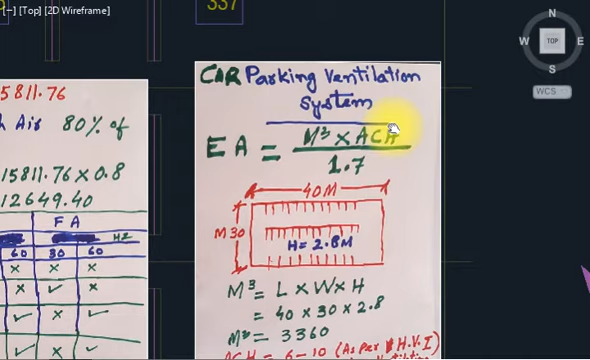 [−] [Top] [2D Wireframe]
337
N
W TOP E
S
WCS
5811.76
Air 80% of
15811.76 x 0.8
12649.40
F A
HZ
60 30 60
x x x
x ✓ x
✓ x ✓
✓ x ✓
CAR Parking Ventilation
System
EA = M³ x ACH
1.7
40M
M 30
H= 2.8M
M³ = L x W x H
= 40 x 30 x 2.8
M³ = 3360
ACH = 6-10 (As Per H.V.I)